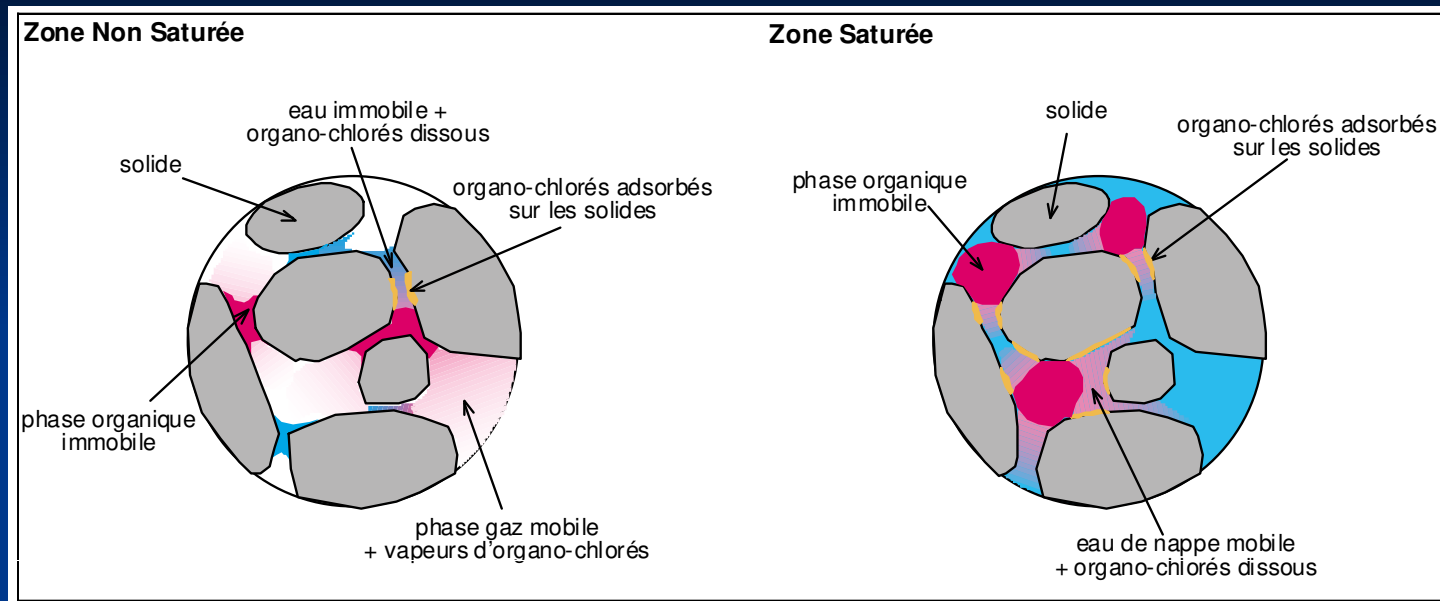 Zone Non Saturée
eau immobile +
organo-chlorés dissous
solide
organo-chlorés adsorbés
sur les solides
phase organique
immobile
phase gaz mobile
+ vapeurs d'organo-chlorés
Zone Saturée
solide
organo-chlorés adsorbés
sur les solides
phase organique
immobile
eau de nappe mobile
+ organo-chlorés dissous